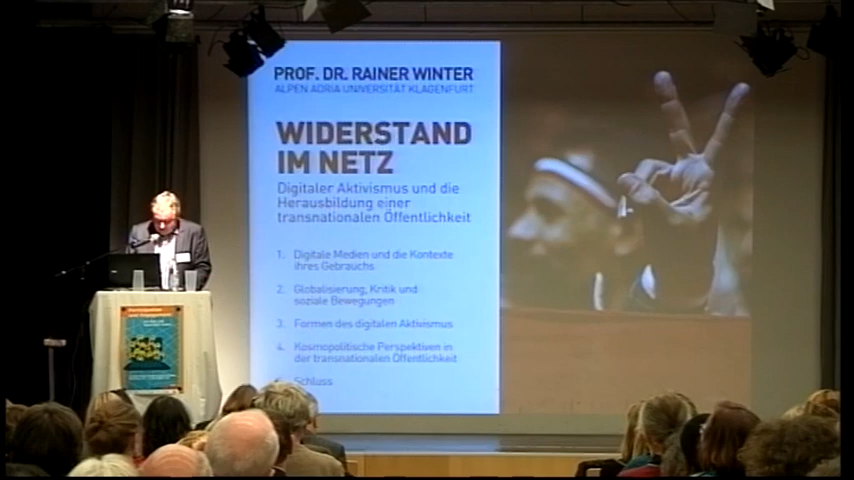 PROF. DR. RAINER WINTER
ALPEN ADRIA UNIVERSITÄT KLAGENFURT
WIDERSTAND
IM NETZ
Digitaler Aktivismus und die
Herausbildung einer
transnationalen Öffentlichkeit
1. Digitale Medien und die Kontexte
ihres Gebrauchs
2. Globalisierung, Kritik und
soziale Bewegungen
3. Formen des digitalen Aktivismus
4. Kosmopolitische Perspektiven in
der transnationalen Öffentlichkeit
Schluss